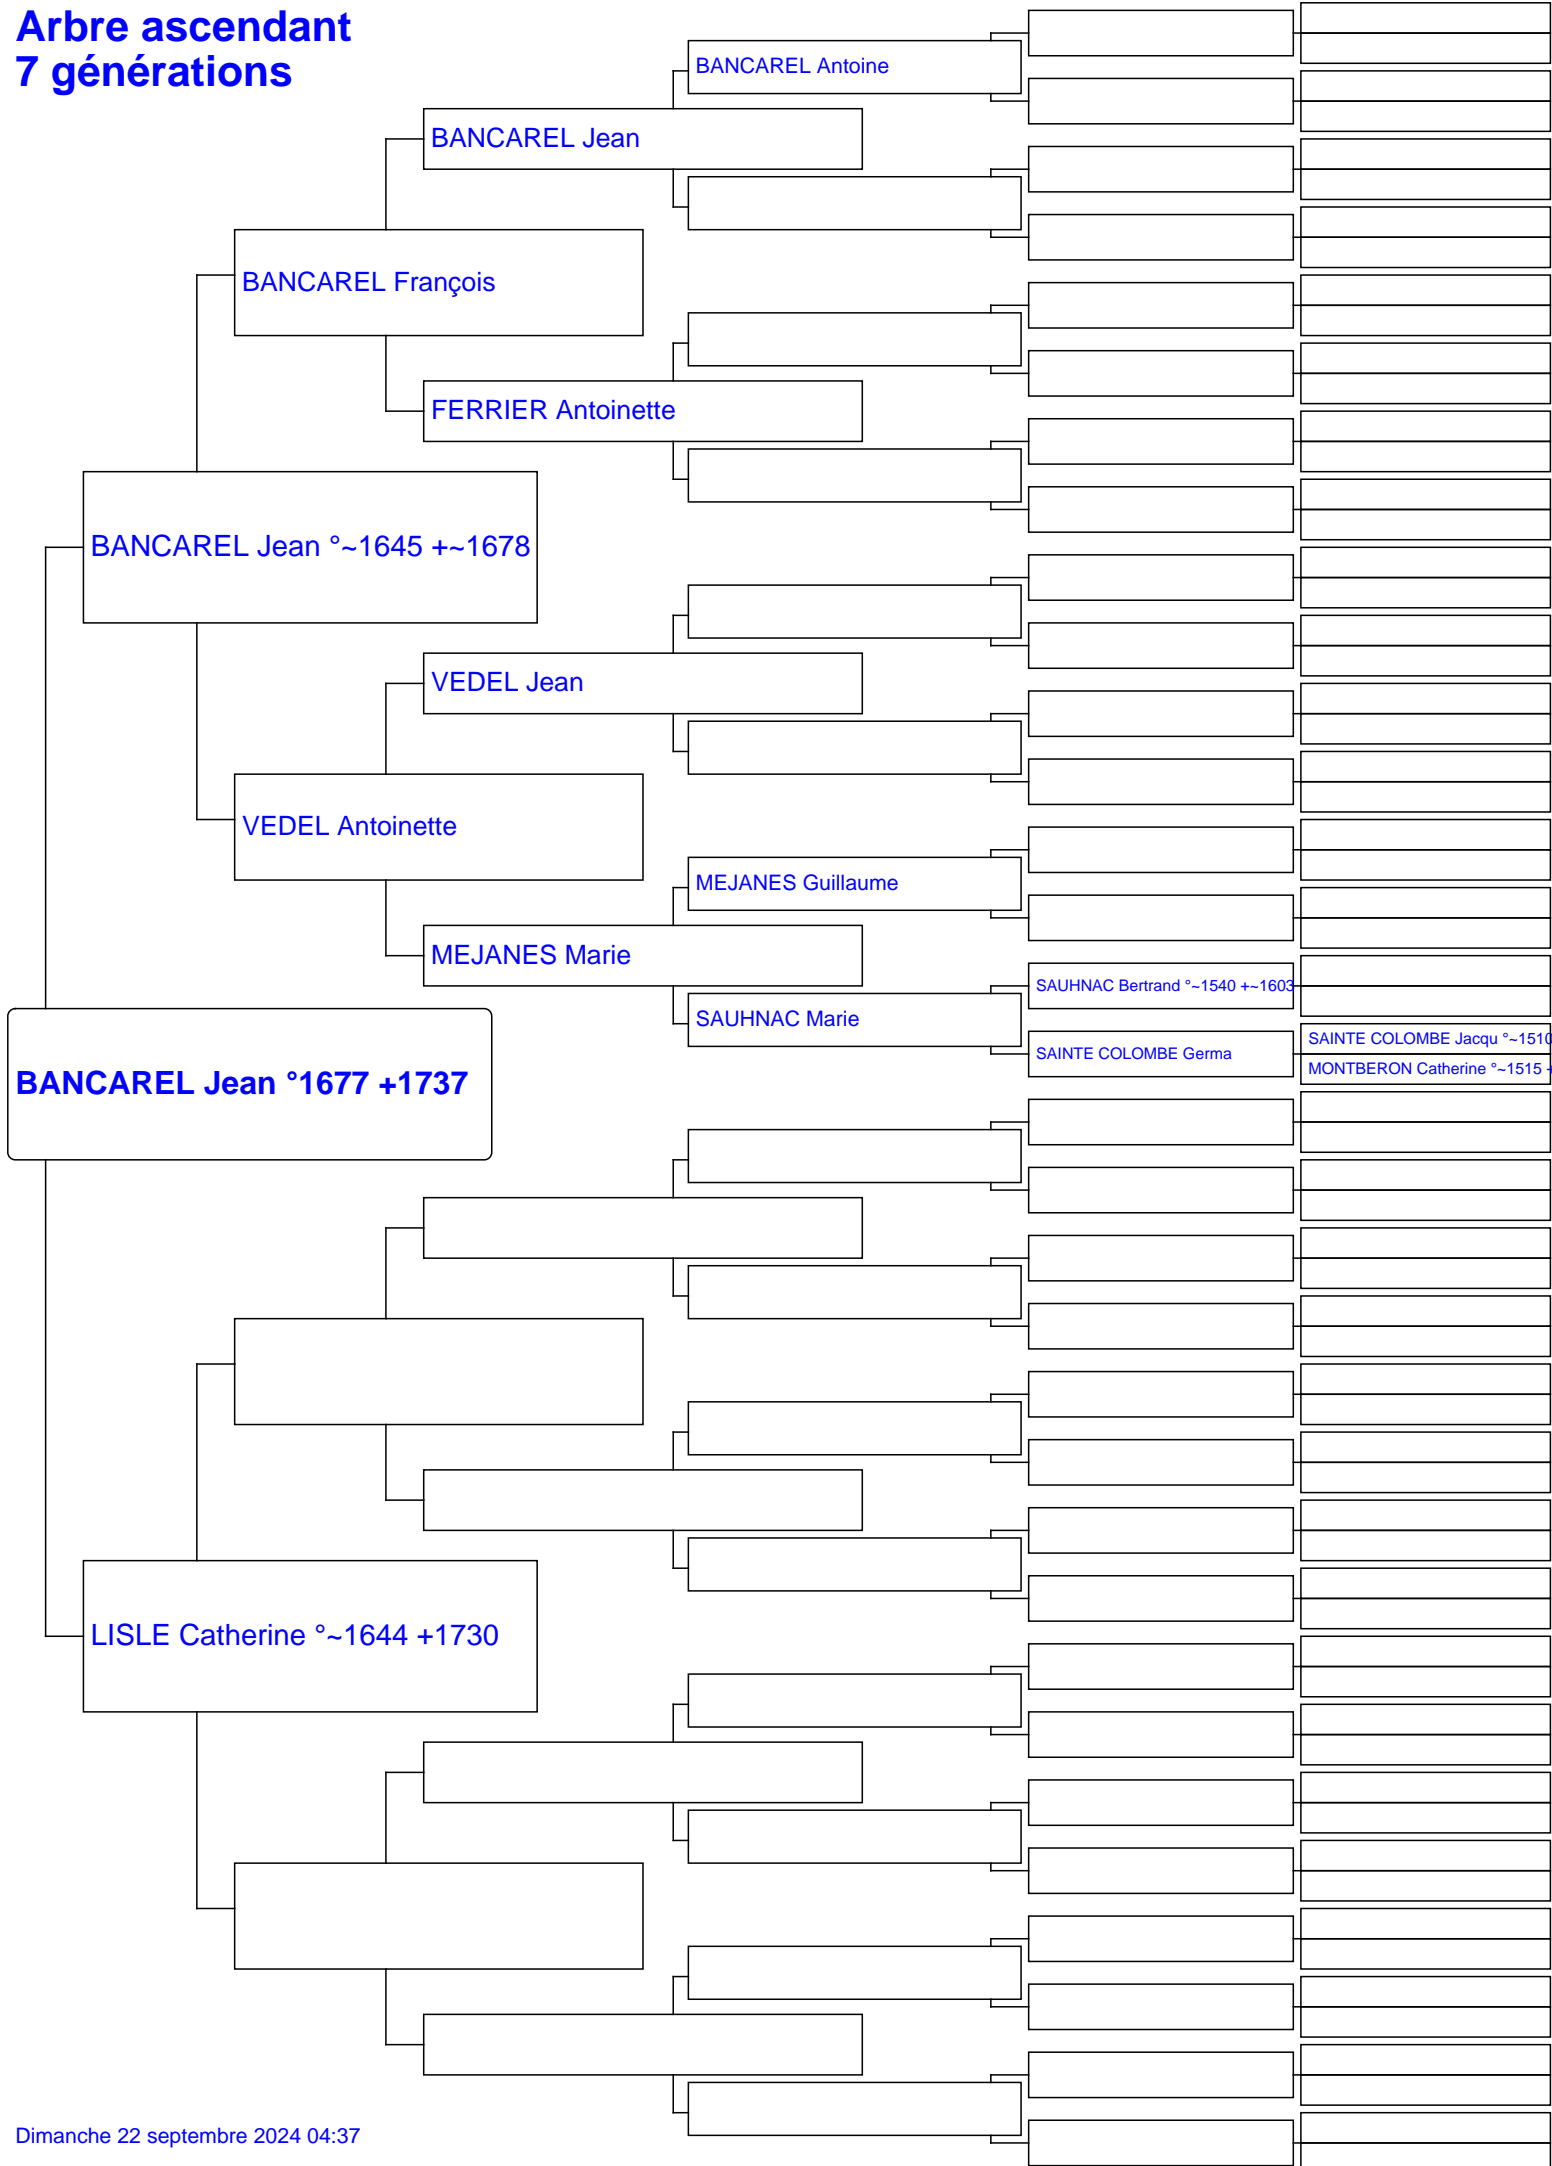 Arbre ascendant
7 générations
BANCAREL Antoine
BANCAREL Jean
BANCAREL François
FERRIER Antoinette
BANCAREL Jean °~1645 +~1678
VEDEL Jean
VEDEL Antoinette
MEJANES Guillaume
MEJANES Marie
SAUHNAC Bertrand °~1540 +~1603
SAUHNAC Marie
SAINTE COLOMBE Jacqu °~1510
SAINTE COLOMBE Germa
MONTBERON Catherine °~1515 +
BANCAREL Jean °1677 +1737
LISLE Catherine °~1644 +1730
Dimanche 22 septembre 2024 04:37